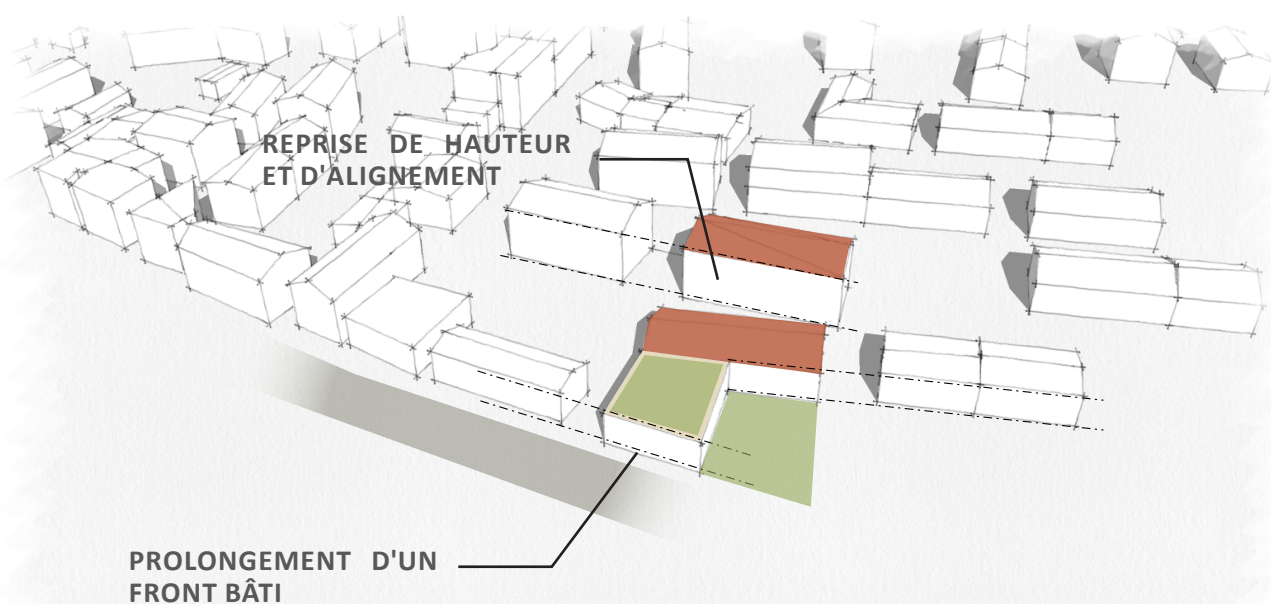 REPRISE DE HAUTEUR
ET D'ALIGNEMENT
PROLONGEMENT D'UN
FRONT BÂTI